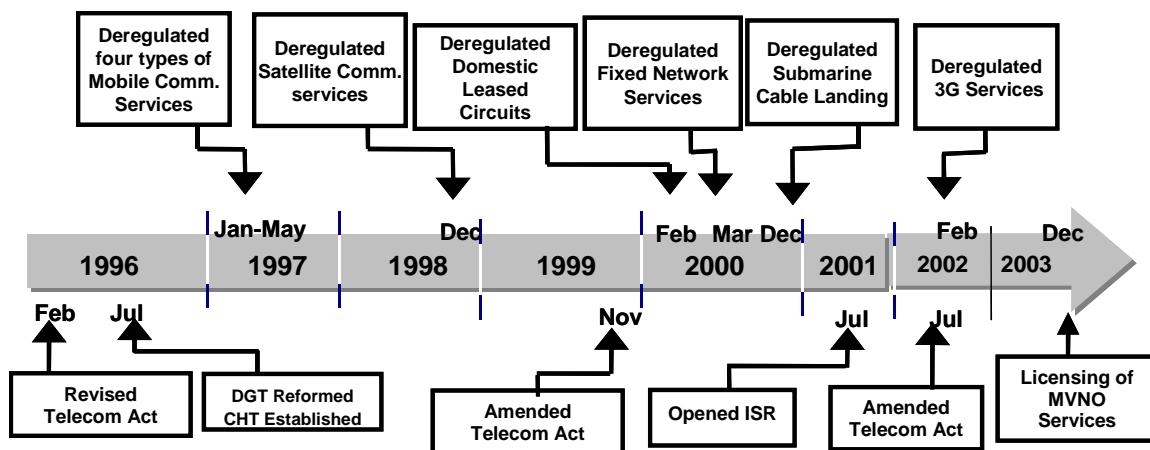 Deregulated
four types of
Mobile Comm.
Services
Deregulated
Satellite Comm.
services
Deregulated
Domestic
Leased
Circuits
Deregulated
Fixed Network
Services
Deregulated
Submarine
Cable Landing
Deregulated
3G Services
Jan-May
Dec
Feb Mar Dec
Feb
Dec
1996 1997 1998 1999 2000 2001 2002 2003
Feb Jul
Nov
Jul
Jul
Revised
Telecom Act
DGT Reformed
CHT Established
Amended
Telecom Act
Opened ISR
Amended
Telecom Act
Licensing of
MVNO
Services